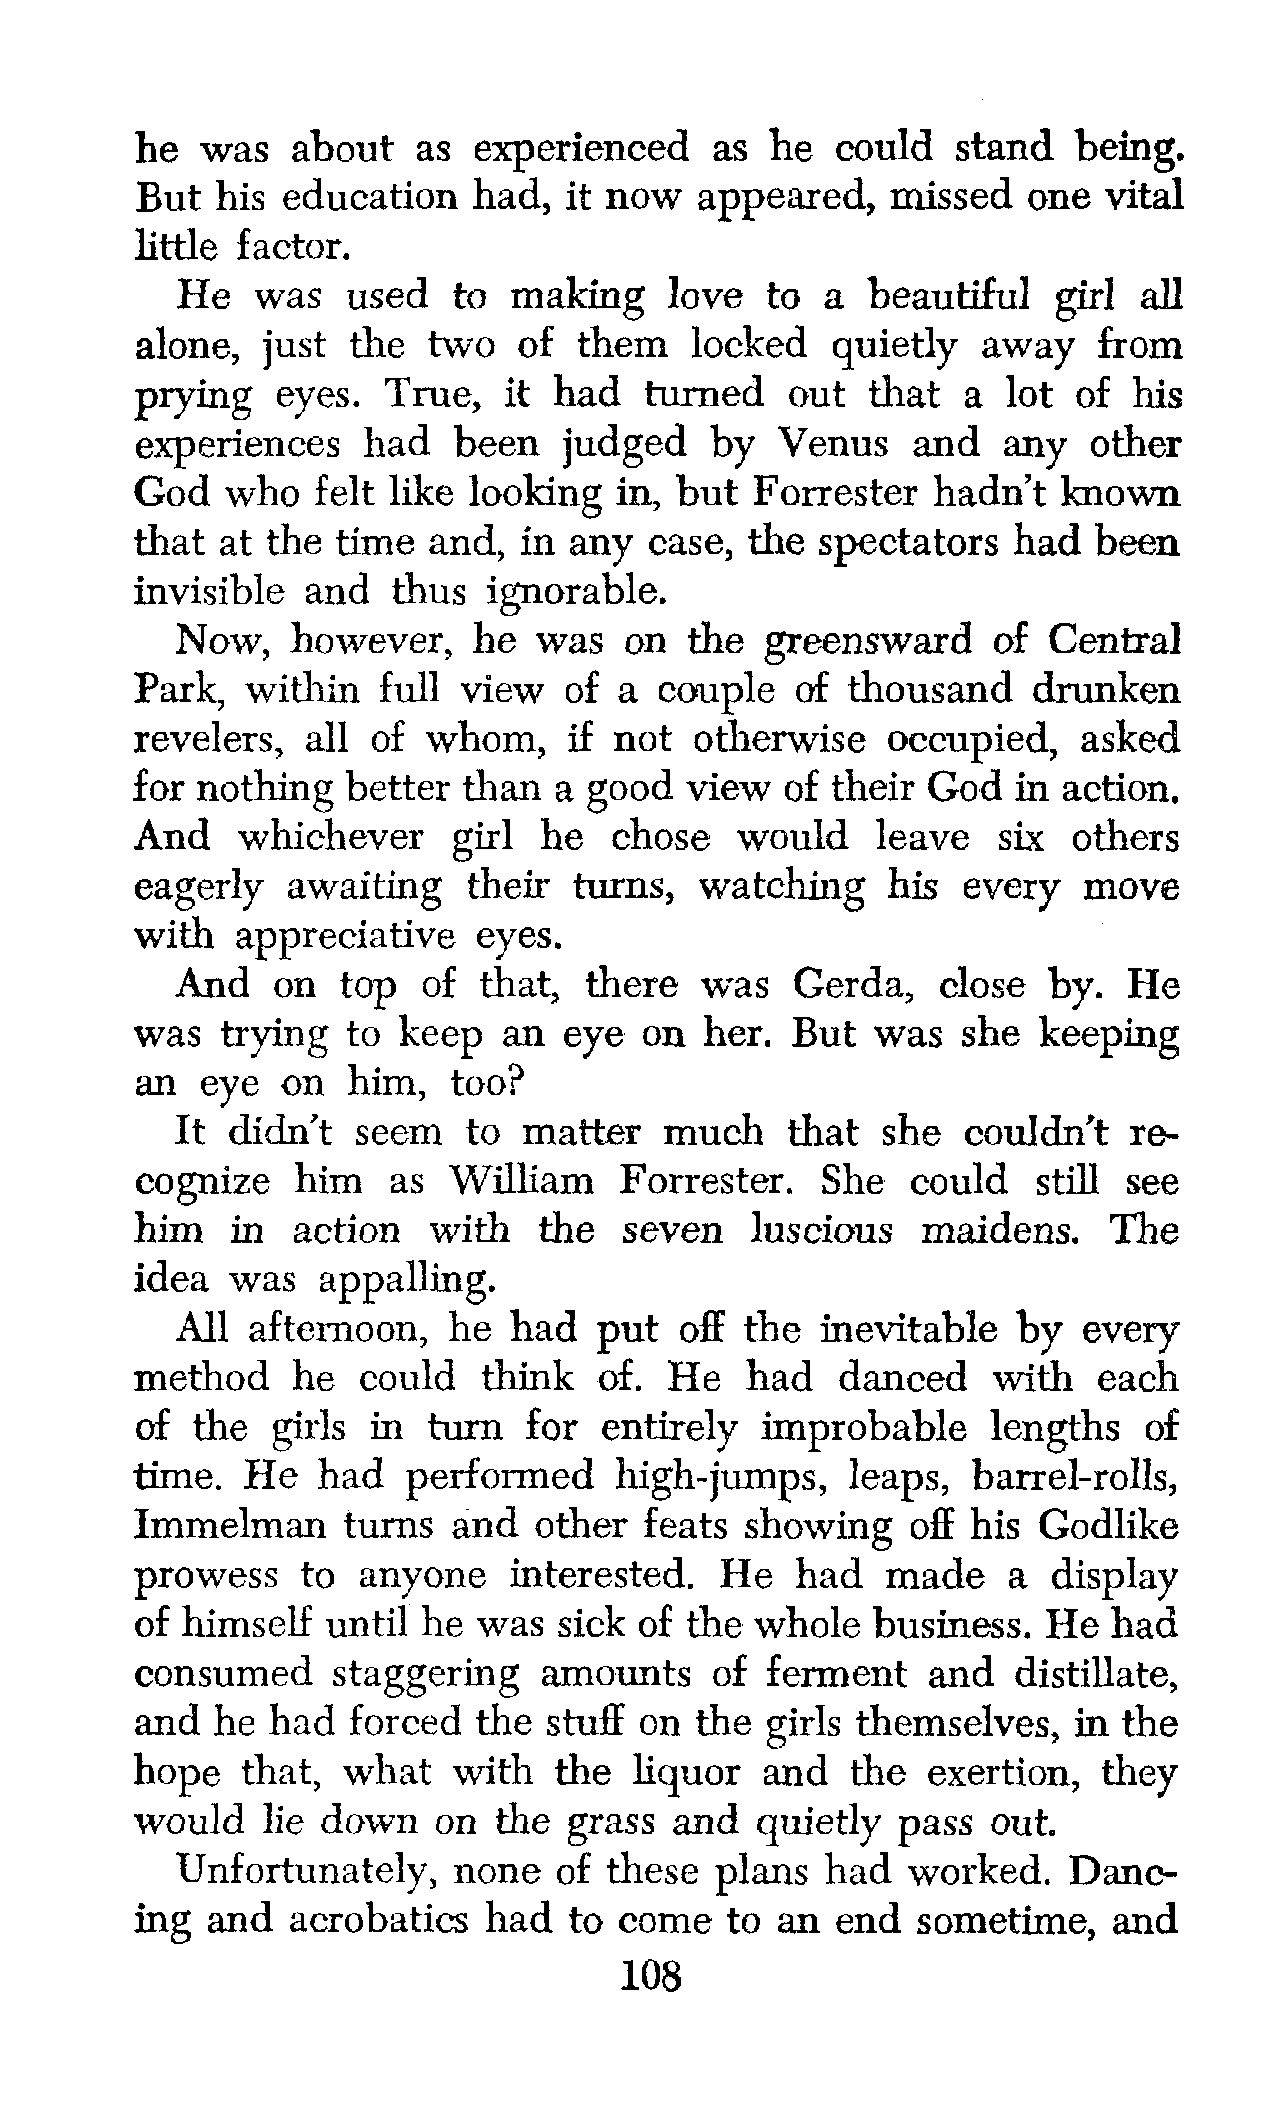 he was about as experienced as he could stand being.
But his education had, it now appeared, missed one vital
little factor.
He was used to making love to a beautiful girl all
alone, just the two of them locked quietly away from
prying eyes. True, it had turned out that a lot of his
experiences had been judged by Venus and any other
God who felt like looking in, but Forrester hadn't known
that at the time and, in any case, the spectators had been
invisible and thus ignorable.
Now, however, he was on the greensward of Central
Park, within full view of a couple of thousand drunken
revelers, all of whom, if not otherwise occupied, asked
for nothing better than a good view of their God in action.
And whichever girl he chose would leave six others
eagerly awaiting their turns, watching his every move
with appreciative eyes.
And on top of that, there was Gerda, close by. He
was trying to keep an eye on her. But was she keeping
an eye on him, too?
It didn't seem to matter much that she couldn't re-
cognize him as William Forrester. She could still see
him in action with the seven luscious maidens. The
idea was appalling.
All afternoon, he had put off the inevitable by every
method he could think of. He had danced with each
of the girls in turn for entirely improbable lengths of
time. He had performed high-jumps, leaps, barrel-rolls,
Immelman turns and other feats showing off his Godlike
prowess to anyone interested. He had made a display
of himself until he was sick of the whole business. He had
consumed staggering amounts of ferment and distillate,
and he had forced the stuff on the girls themselves, in the
hope that, what with the liquor and the exertion, they
would lie down on the grass and quietly pass out.
Unfortunately, none of these plans had worked. Danc-
ing and acrobatics had to come to an end sometime, and
108